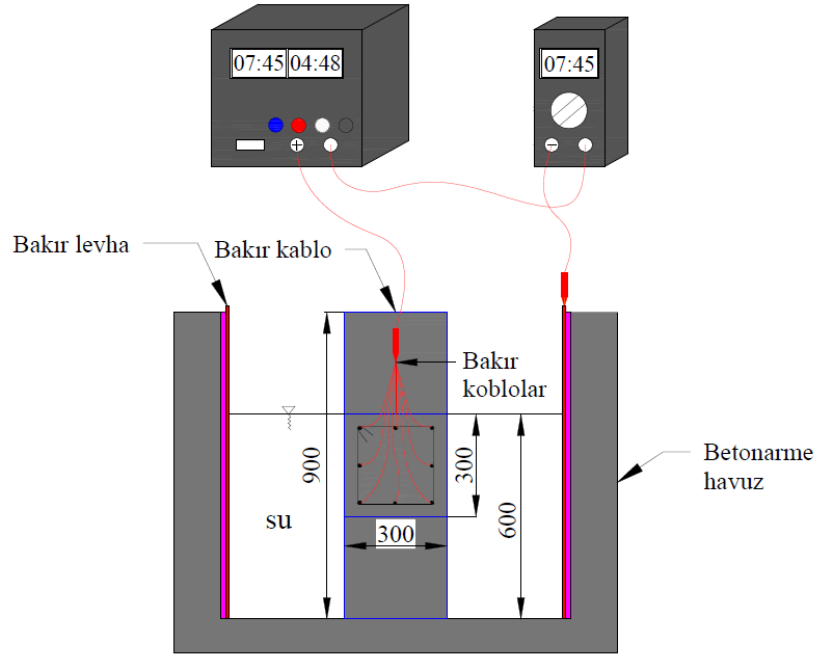 07:45 04:48
07:45
+
−
Bakır levha
Bakır kablo
Bakır
koblolar
Betonarme
havuz
900
300
600
su
300